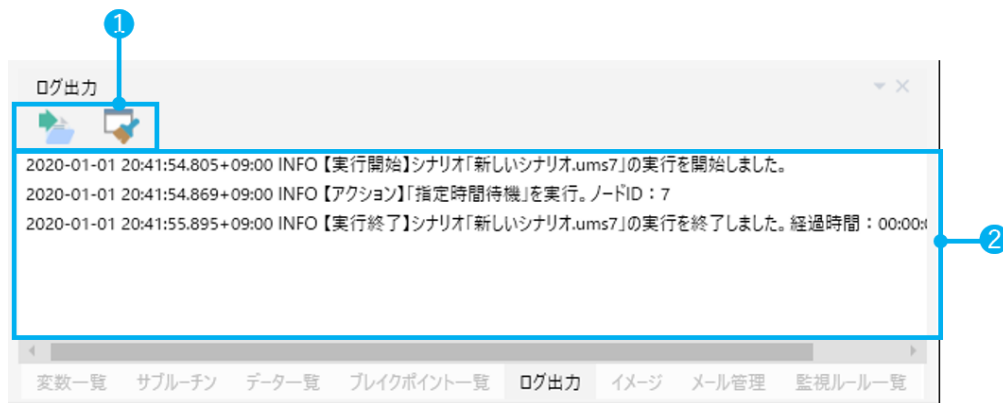 1
ログ出力
2020-01-01 20:41:54.805+09:00 INFO 【実行開始】シナリオ「新しいシナリオ.ums7」の実行を開始しました。
2020-01-01 20:41:54.869+09:00 INFO 【アクション】「指定時間待機」を実行。ノードID：7
2020-01-01 20:41:55.895+09:00 INFO 【実行終了】シナリオ「新しいシナリオ.ums7」の実行を終了しました。経過時間：00:00:
2
変数一覧 サブルーチン データ一覧 ブレイクポイント一覧 ログ出力 イメージ メール管理 監視ルール一覧